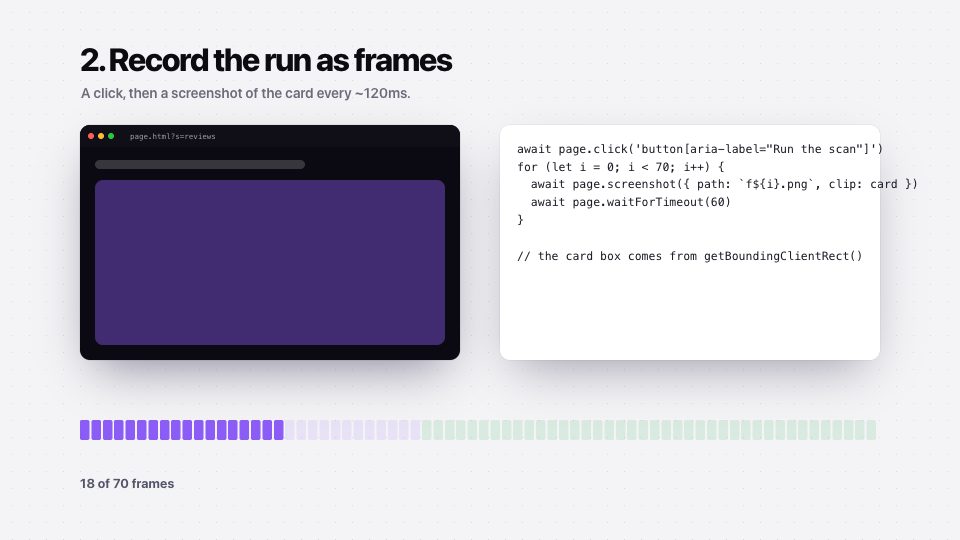 2. Record the run as frames
A click, then a screenshot of the card every ~120ms.
page.html?s=reviews
await page.click('button[aria-label="Run the scan"]')
for (let i = 0; i < 70; i++) {
  await page.screenshot({ path: `f${i}.png`, clip: card })
  await page.waitForTimeout(60)
}
// the card box comes from getBoundingClientRect()
18 of 70 frames